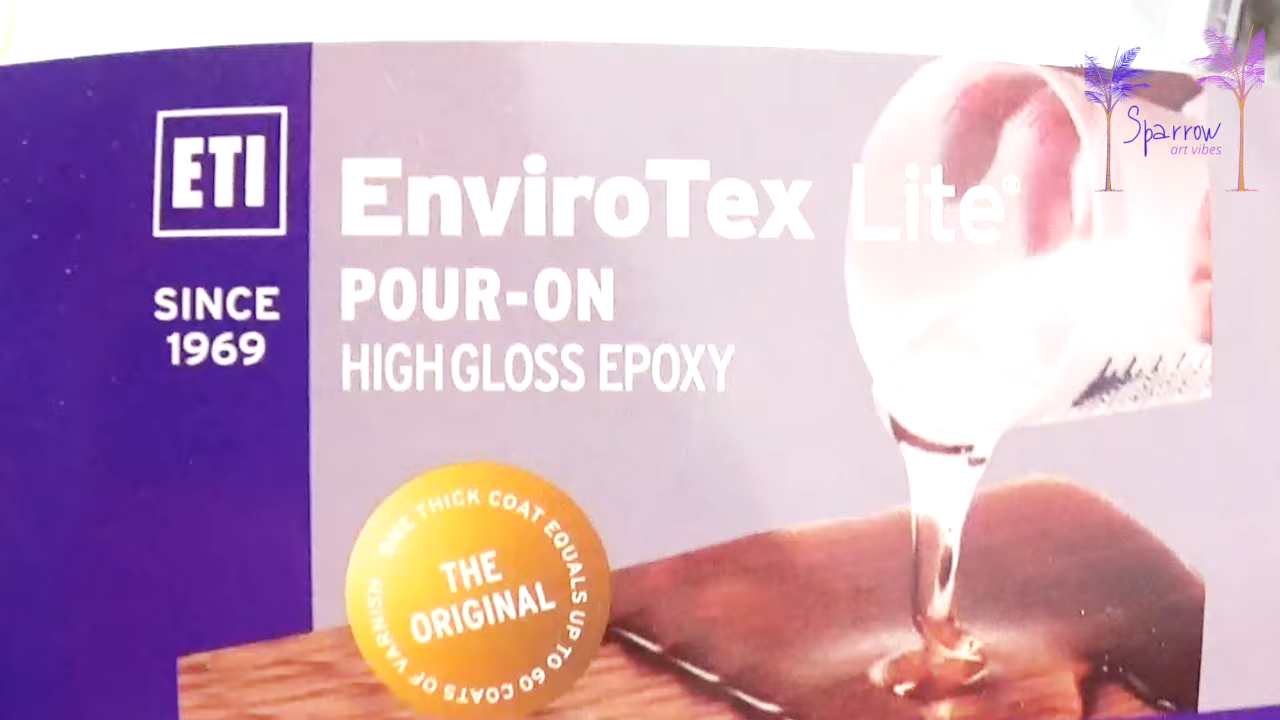 ETI
SINCE
1969
EnviroTex Lite®
POUR-ON
HIGH GLOSS EPOXY
ONE THICK COAT EQUALS UP TO 60 COATS OF VARNISH
THE
ORIGINAL
Sparrow
art vibes